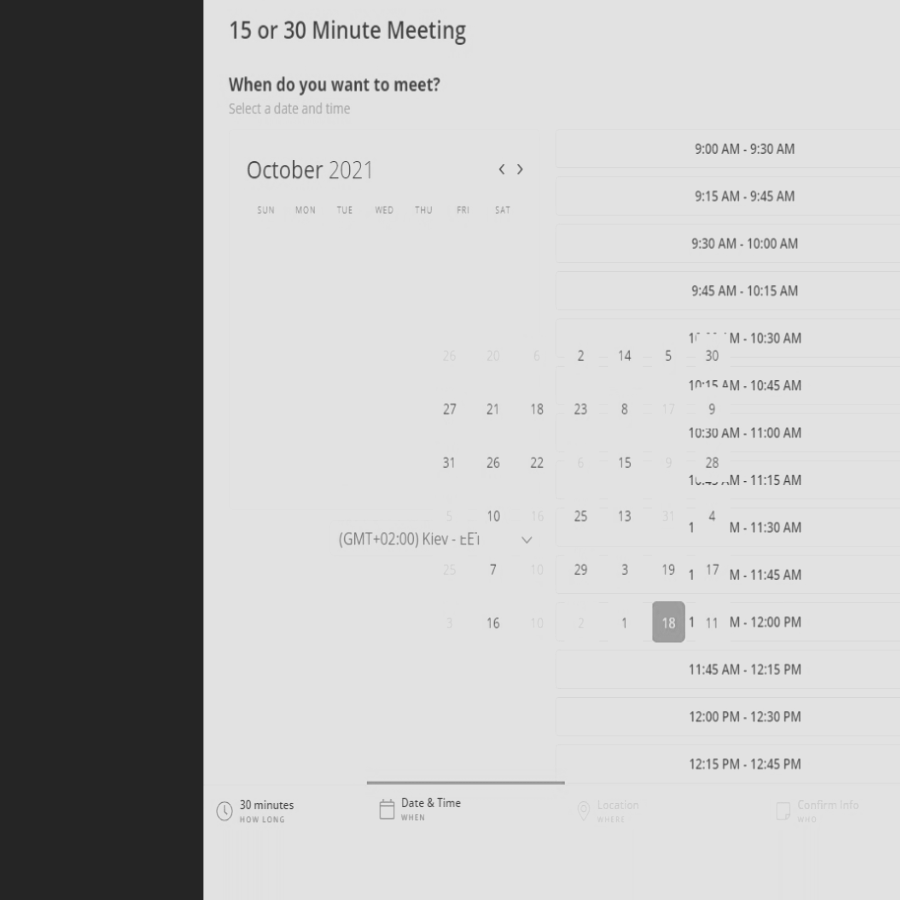 15 or 30 Minute Meeting
When do you want to meet?
Select a date and time
October 2021
SUN MON TUE WED THU FRI SAT
9:00 AM - 9:30 AM
9:15 AM - 9:45 AM
9:30 AM - 10:00 AM
9:45 AM - 10:15 AM
M - 10:30 AM
26 20 6 2 14 5 30
10:15 AM - 10:45 AM
27 21 18 23 8 17 9
10:30 AM - 11:00 AM
31 26 22 6 15 9 28
M - 11:15 AM
5 10 16 25 13 31 4
1 M - 11:30 AM
(GMT+02:00) Kiev - EET
25 7 10 29 3 19 17
1 M - 11:45 AM
3 16 10 2 1 18 11
1 M - 12:00 PM
11:45 AM - 12:15 PM
12:00 PM - 12:30 PM
12:15 PM - 12:45 PM
30 minutes
HOW LONG
Date & Time
WHEN
Location
WHERE
Confirm Info
WHO